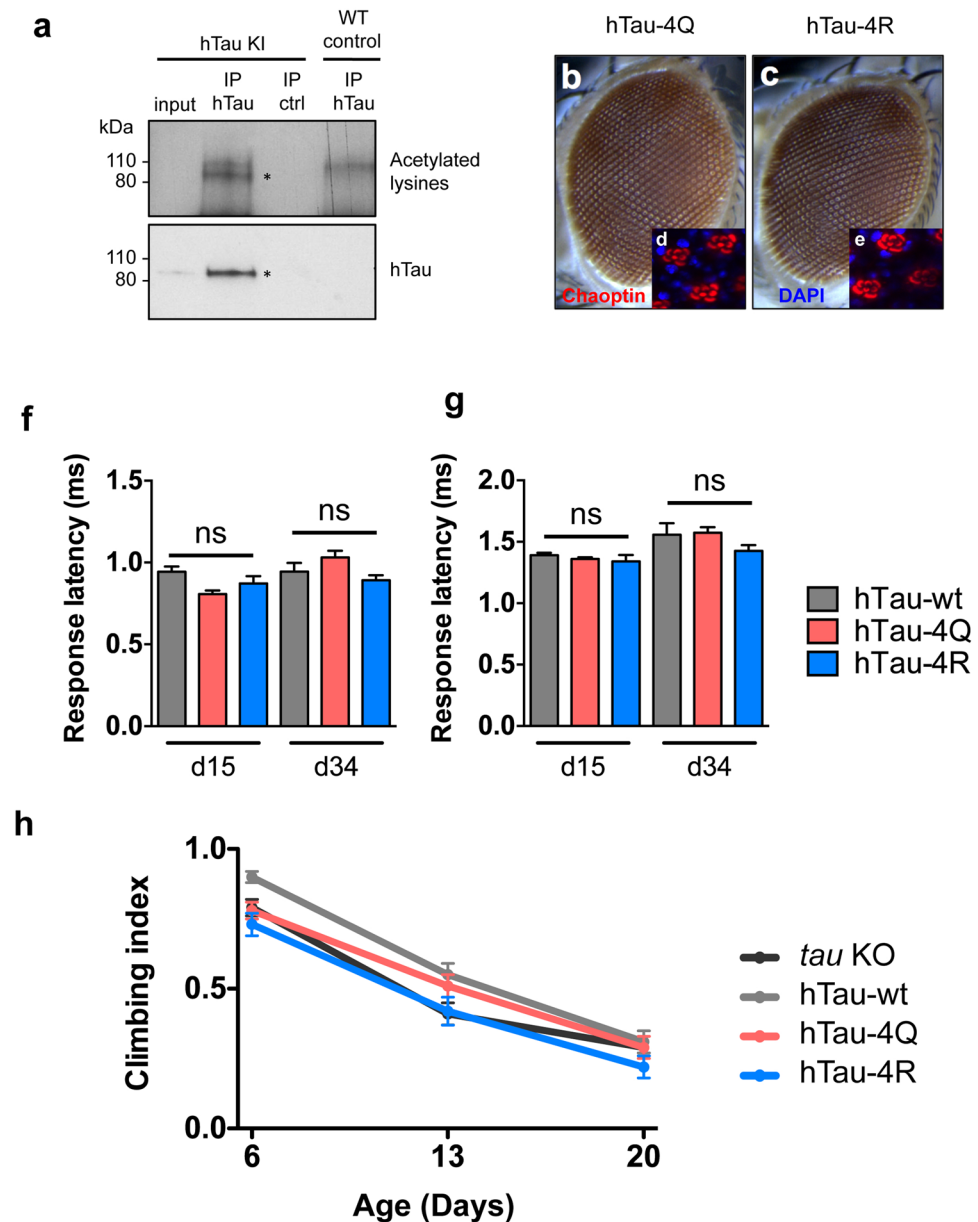 a
hTau KI
WT
control
input
IP
hTau
IP
ctrl
IP
hTau
kDa
110
80
*
Acetylated
lysines
110
80
*
hTau
hTau-4Q
hTau-4R
b
c
d
e
Chaoptin
DAPI
f
Response latency (ms)
1.5
1.0
0.5
0.0
ns
ns
d15
d34
g
Response latency (ms)
2.0
1.5
1.0
0.5
0.0
ns
ns
d15
d34
hTau-wt
hTau-4Q
hTau-4R
h
Climbing index
1.0
0.5
0.0
6
13
20
Age (Days)
tau KO
hTau-wt
hTau-4Q
hTau-4R